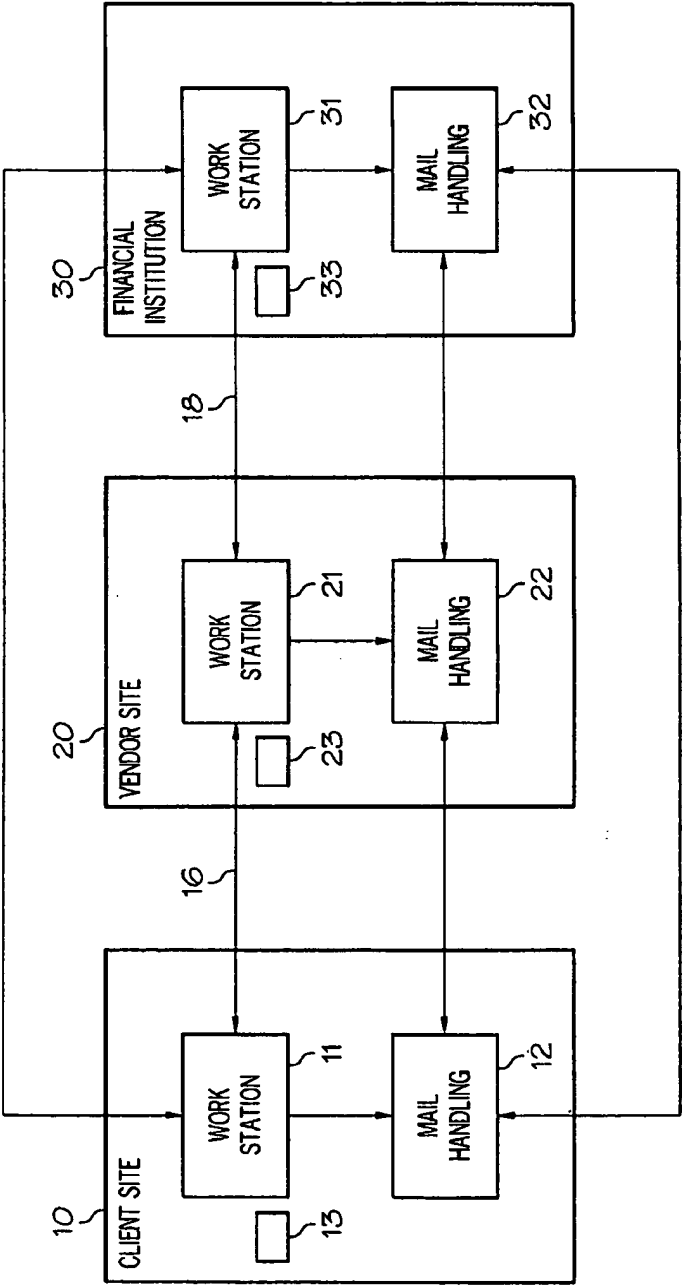 10
CLIENT SITE
WORK
STATION
11
13
MAIL
HANDLING
12
16
20
VENDOR SITE
WORK
STATION
21
23
MAIL
HANDLING
22
18
30
FINANCIAL
INSTITUTION
WORK
STATION
31
33
MAIL
HANDLING
32